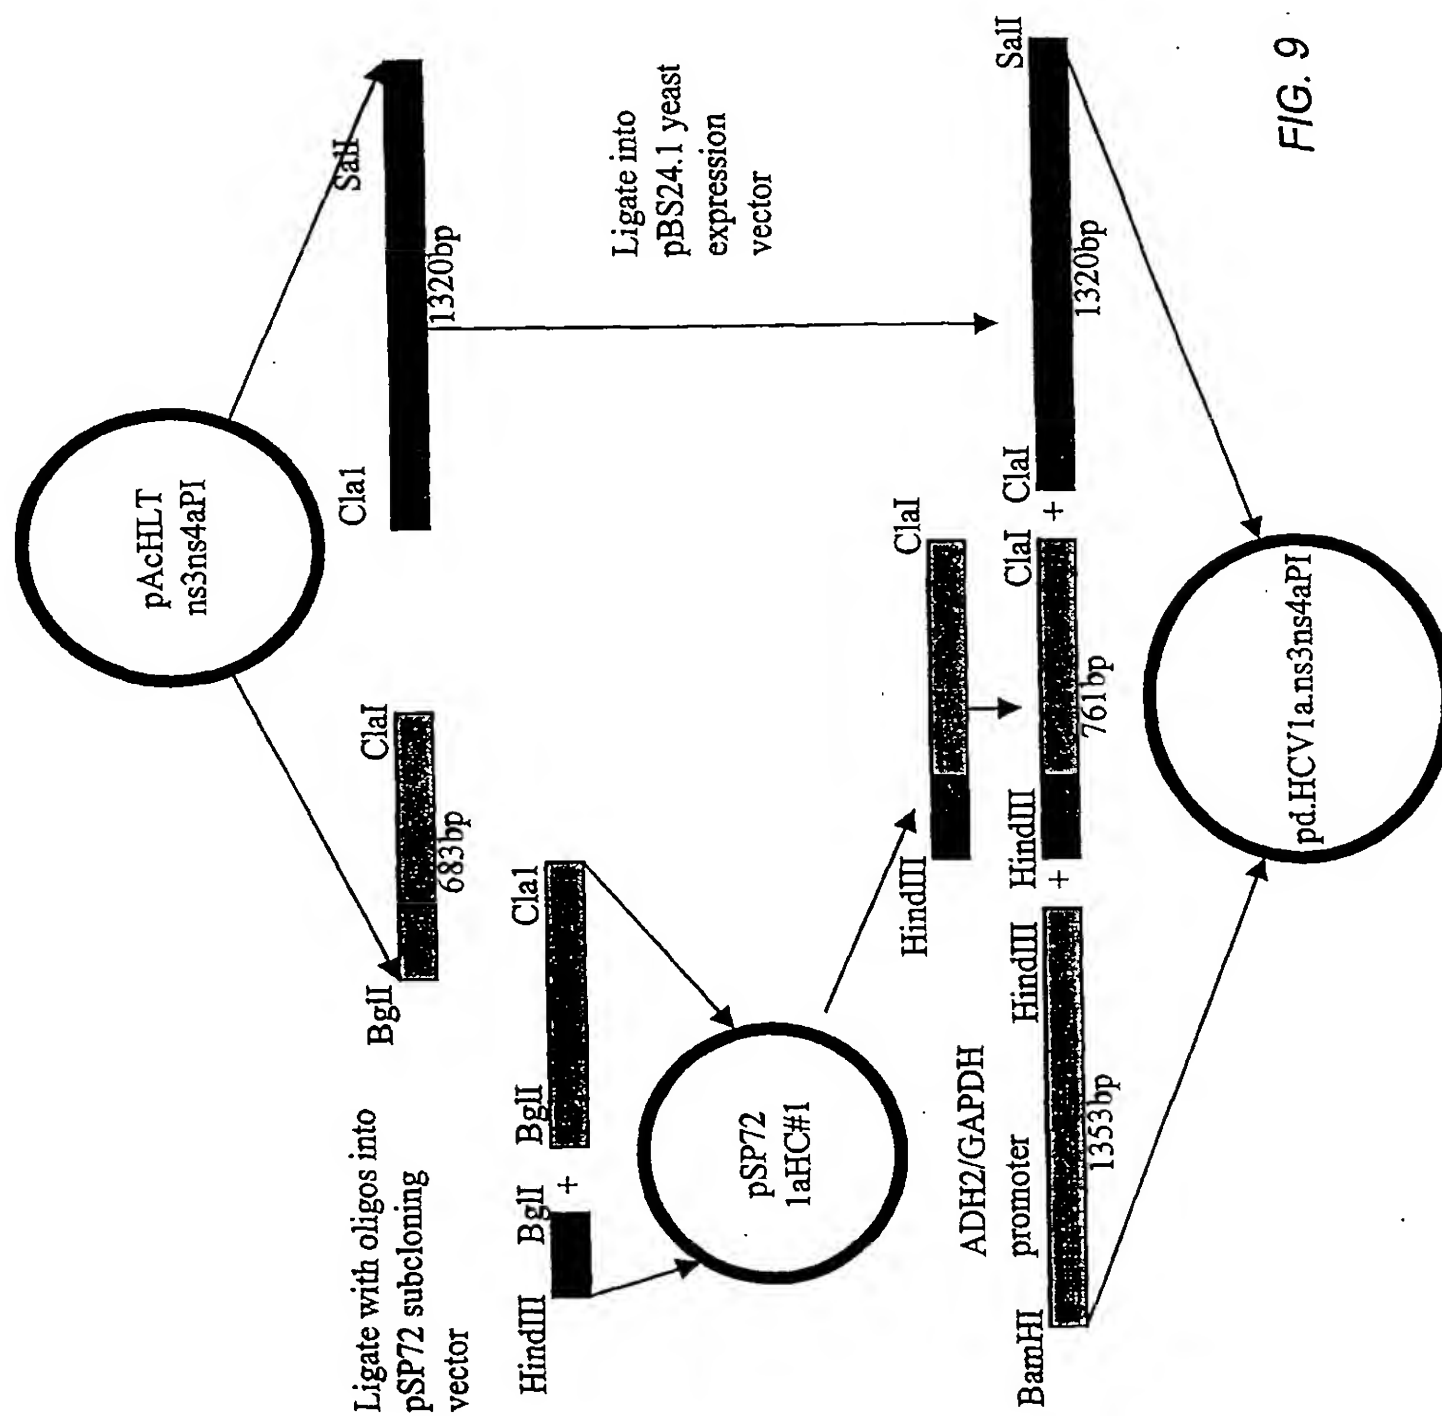 pAcHLT
ns3ns4aPI
BglI
ClaI
683bp
Cla1
SalI
1320bp
Ligate with oligos into
pSP72 subcloning
vector
HindIII
BglI
+
BglI
Cla1
pSP72
1aHC#1
Ligate into
pBS24.1 yeast
expression
vector
HindIII
ClaI
ADH2/GAPDH
promoter
BamHI
HindIII
1353bp
+
HindIII
ClaI
761bp
+
ClaI
SalI
1320bp
pd.HCV1a.ns3ns4aPI
FIG. 9